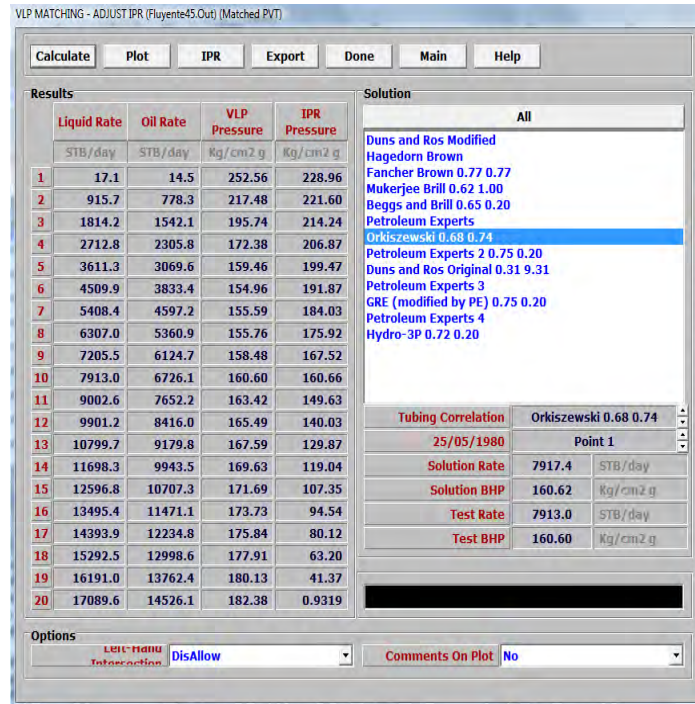 VLP MATCHING - ADJUST IPR (Fluyente45.Out) (Matched PVT)
Calculate Plot IPR Export Done Main Help
Results
Liquid Rate Oil Rate VLP Pressure IPR Pressure
STB/day STB/day Kg/cm2 g Kg/cm2 g
1 17.1 14.5 252.56 228.96
2 915.7 778.3 217.48 221.60
3 1814.2 1542.1 195.74 214.24
4 2712.8 2305.8 172.38 206.87
5 3611.3 3069.6 159.46 199.47
6 4509.9 3833.4 154.96 191.87
7 5408.4 4597.2 155.59 184.03
8 6307.0 5360.9 155.76 175.92
9 7205.5 6124.7 158.48 167.52
10 7913.0 6726.1 160.60 160.66
11 9002.6 7652.2 163.42 149.63
12 9901.2 8416.0 165.49 140.03
13 10799.7 9179.8 167.59 129.87
14 11698.3 9943.5 169.63 119.04
15 12596.8 10707.3 171.69 107.35
16 13495.4 11471.1 173.73 94.54
17 14393.9 12234.8 175.84 80.12
18 15292.5 12998.6 177.91 63.20
19 16191.0 13762.4 180.13 41.37
20 17089.6 14526.1 182.38 0.9319
Solution
All
Duns and Ros Modified
Hagedorn Brown
Fancher Brown 0.77 0.77
Mukerjee Brill 0.62 1.00
Beggs and Brill 0.65 0.20
Petroleum Experts
Orkiszewski 0.68 0.74
Petroleum Experts 2 0.75 0.20
Duns and Ros Original 0.31 9.31
Petroleum Experts 3
GRE (modified by PE) 0.75 0.20
Petroleum Experts 4
Hydro-3P 0.72 0.20
Tubing Correlation Orkiszewski 0.68 0.74
25/05/1980 Point 1
Solution Rate 7917.4 STB/day
Solution BHP 160.62 Kg/cm2 g
Test Rate 7913.0 STB/day
Test BHP 160.60 Kg/cm2 g
Options
Left-Hand Intersection DisAllow
Comments On Plot No